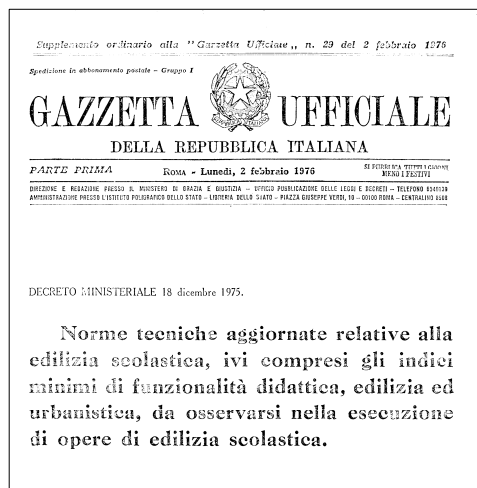 Supplemento ordinario alla "Gazzetta Ufficiale„ n. 29 del 2 febbraio 1976
Spedizione in abbonamento postale - Gruppo I
GAZZETTA UFFICIALE
DELLA REPUBBLICA ITALIANA
PARTE PRIMA
ROMA - Lunedì, 2 febbraio 1976
SI PUBBLICA TUTTI I GIORNI
MENO I FESTIVI
DIREZIONE E REDAZIONE PRESSO IL MINISTERO DI GRAZIA E GIUSTIZIA — UFFICIO PUBBLICAZIONE DELLE LEGGI E DECRETI — TELEFONO 6540139
AMMINISTRAZIONE PRESSO L'ISTITUTO POLIGRAFICO DELLO STATO — LIBRERIA DELLO STATO — PIAZZA GIUSEPPE VERDI, 10 — 00100 ROMA — CENTRALINO 8508
DECRETO MINISTERIALE 18 dicembre 1975.
Norme tecniche aggiornate relative alla
edilizia scolastica, ivi compresi gli indici
minimi di funzionalità didattica, edilizia ed
urbanistica, da osservarsi nella esecuzione
di opere di edilizia scolastica.